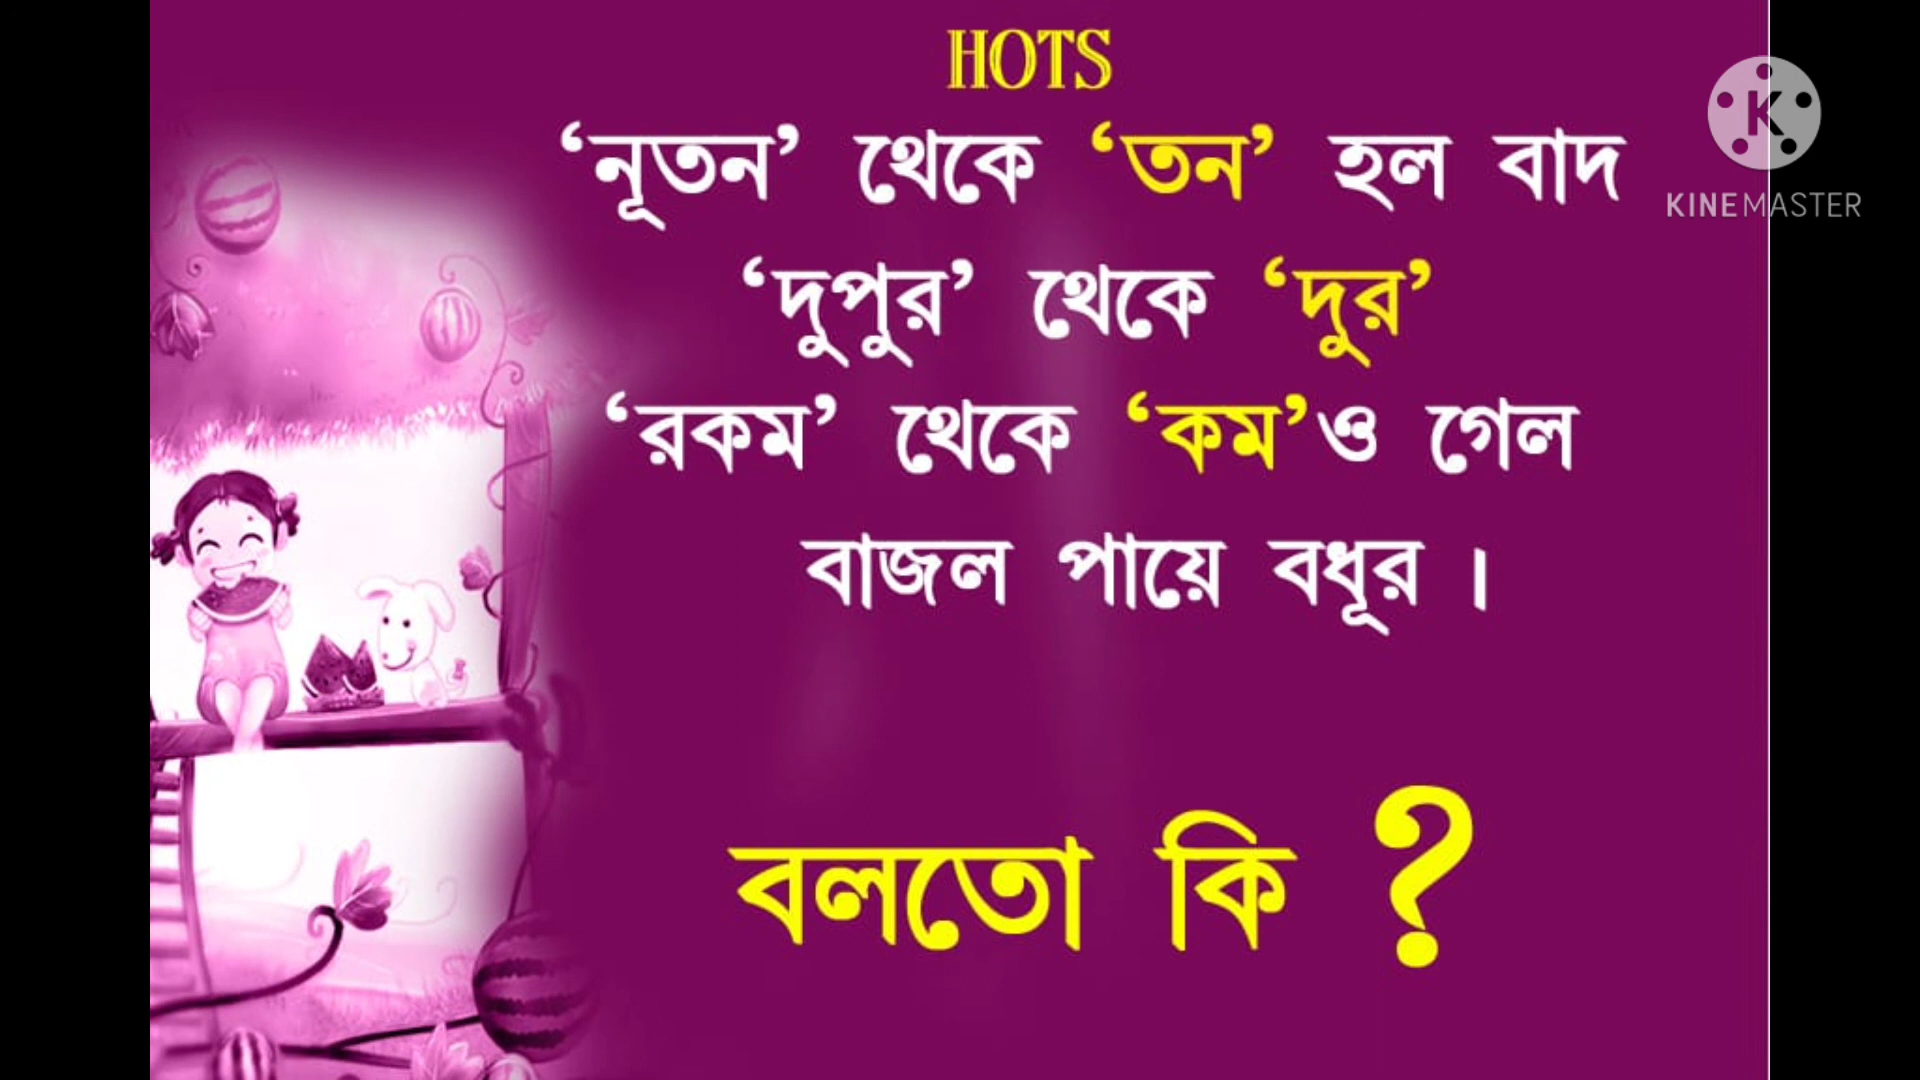 HOTS
‘নূতন’ থেকে ‘তন’ হল বাদ
‘দুপুর’ থেকে ‘দুর’
‘রকম’ থেকে ‘কম’ও গেল
বাজল পায়ে বধূর ।
বলতো কি ?
K
KINEMASTER